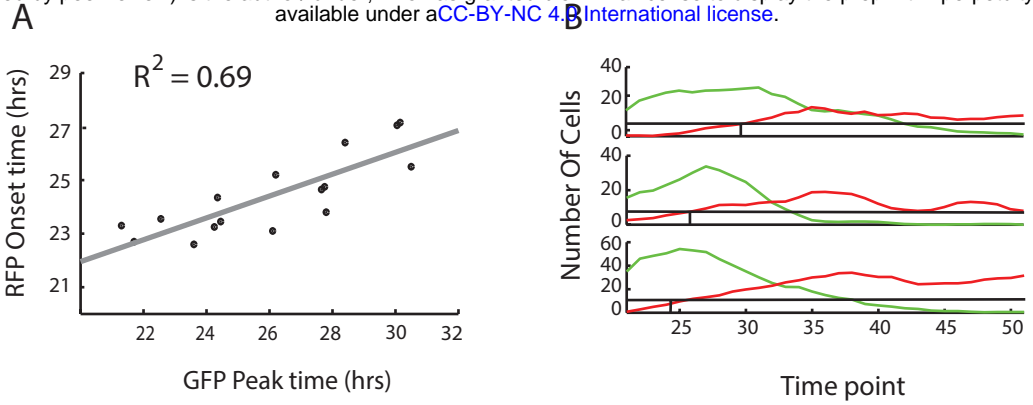 available under aCC-BY-NC 4.0 International license.
A
B
R2 = 0.69
RFP Onset time (hrs)
29
27
25
23
21
22 24 26 28 30 32
GFP Peak time (hrs)
Number Of Cells
40
20
0
40
20
0
60
40
20
0
25 30 35 40 45 50
Time point